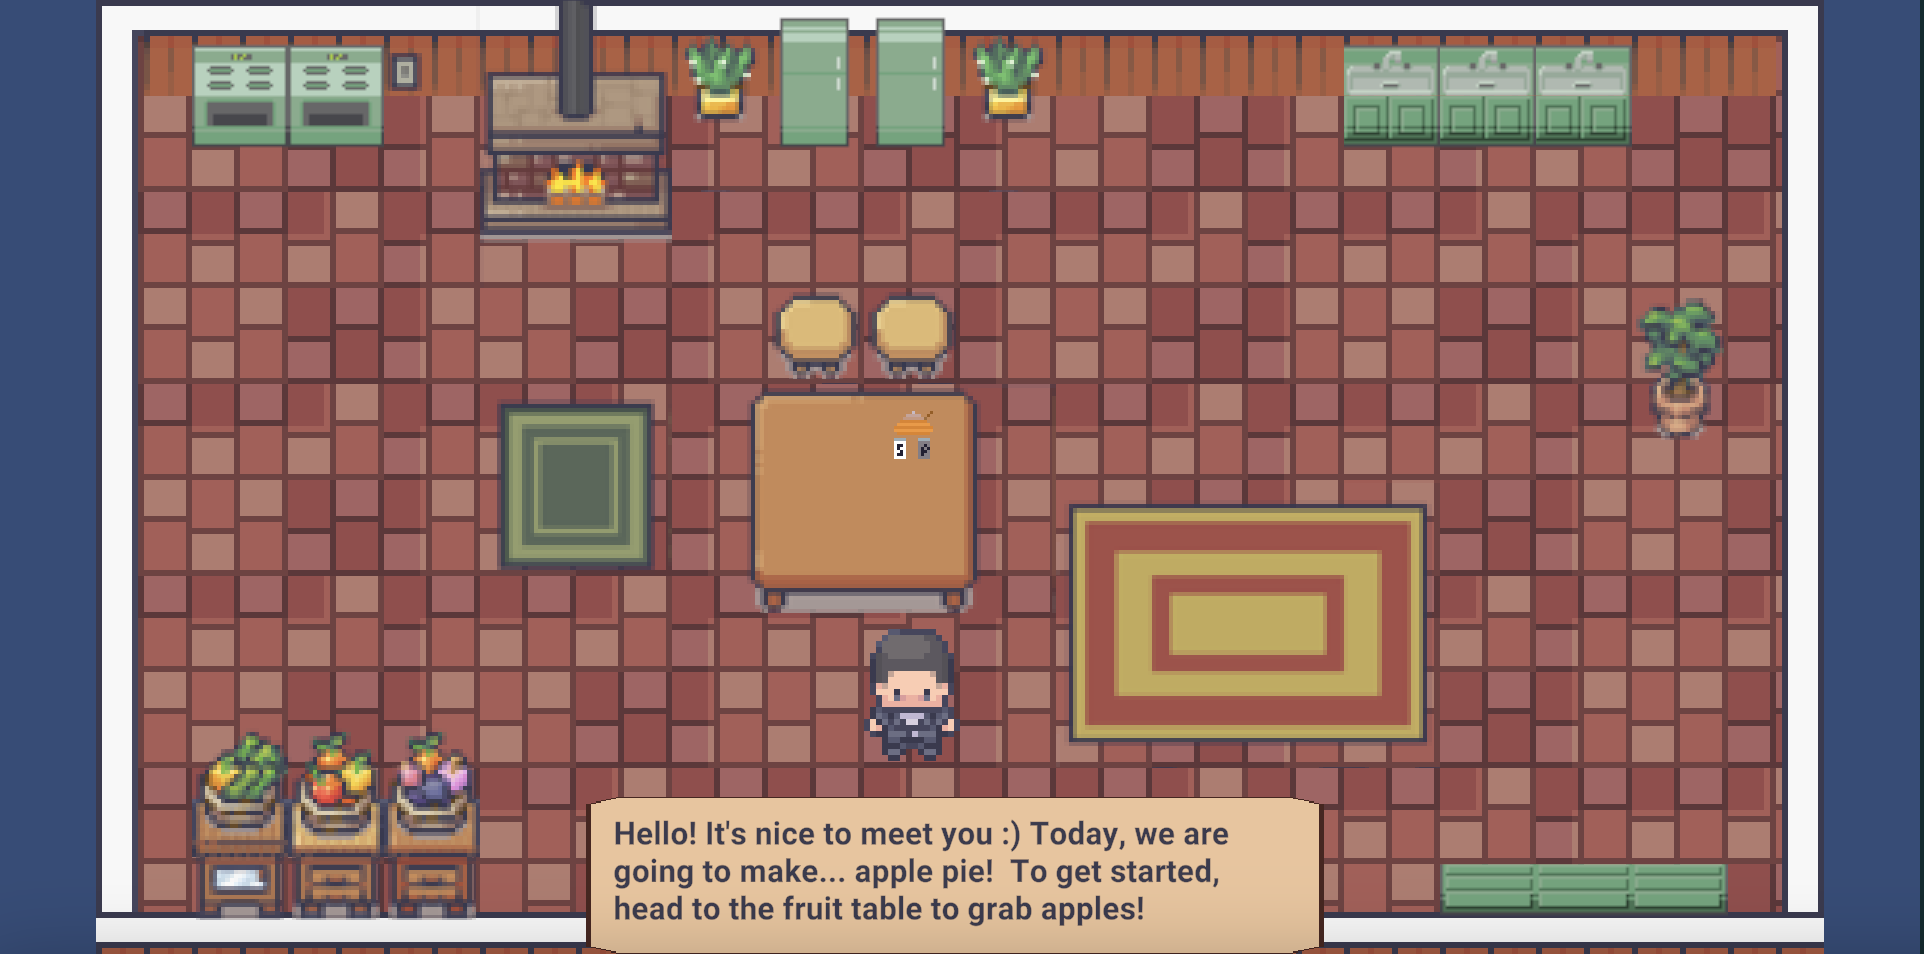 S P
Hello! It's nice to meet you :) Today, we are
going to make... apple pie!  To get started,
head to the fruit table to grab apples!